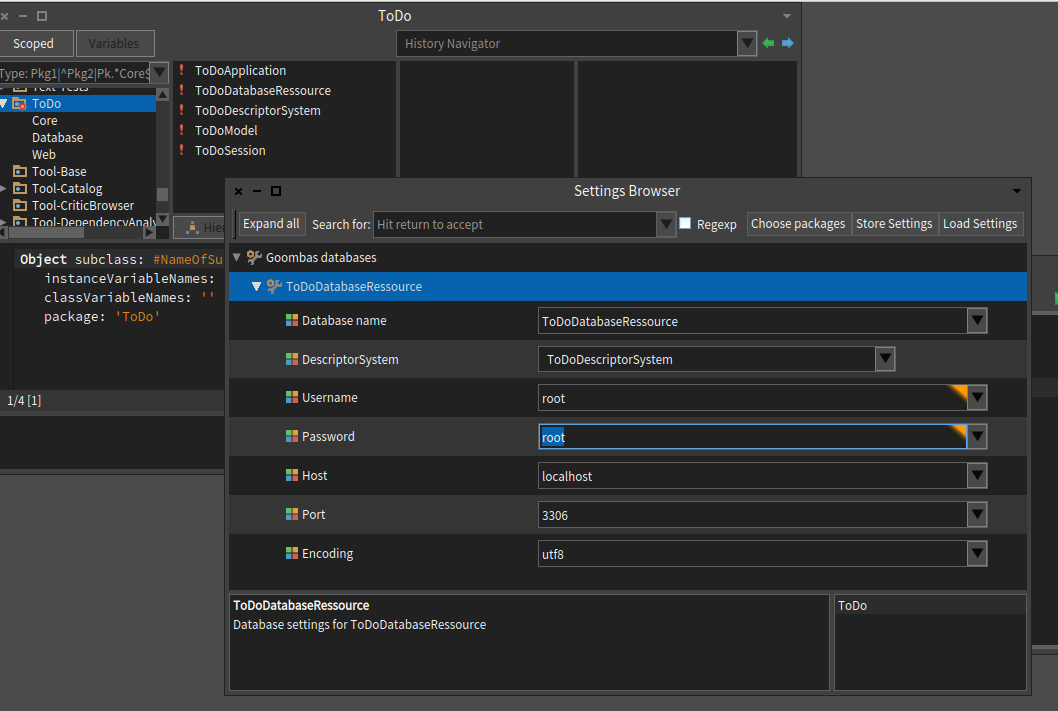 ToDo
Scoped
Variables
History Navigator
Type: Pkg1|^Pkg2|Pk.*Core$
Text-Tests
ToDo
Core
Database
Web
Tool-Base
Tool-Catalog
Tool-CriticBrowser
Tool-DependencyAnaly
! ToDoApplication
! ToDoDatabaseRessource
! ToDoDescriptorSystem
! ToDoModel
! ToDoSession
Hier
Object subclass: #NameOfSu
instanceVariableNames:
classVariableNames: ''
package: 'ToDo'
1/4 [1]
Settings Browser
Expand all
Search for:
Hit return to accept
Regexp
Choose packages
Store Settings
Load Settings
Goombas databases
ToDoDatabaseRessource
Database name
ToDoDatabaseRessource
DescriptorSystem
ToDoDescriptorSystem
Username
root
Password
root
Host
localhost
Port
3306
Encoding
utf8
ToDoDatabaseRessource
Database settings for ToDoDatabaseRessource
ToDo